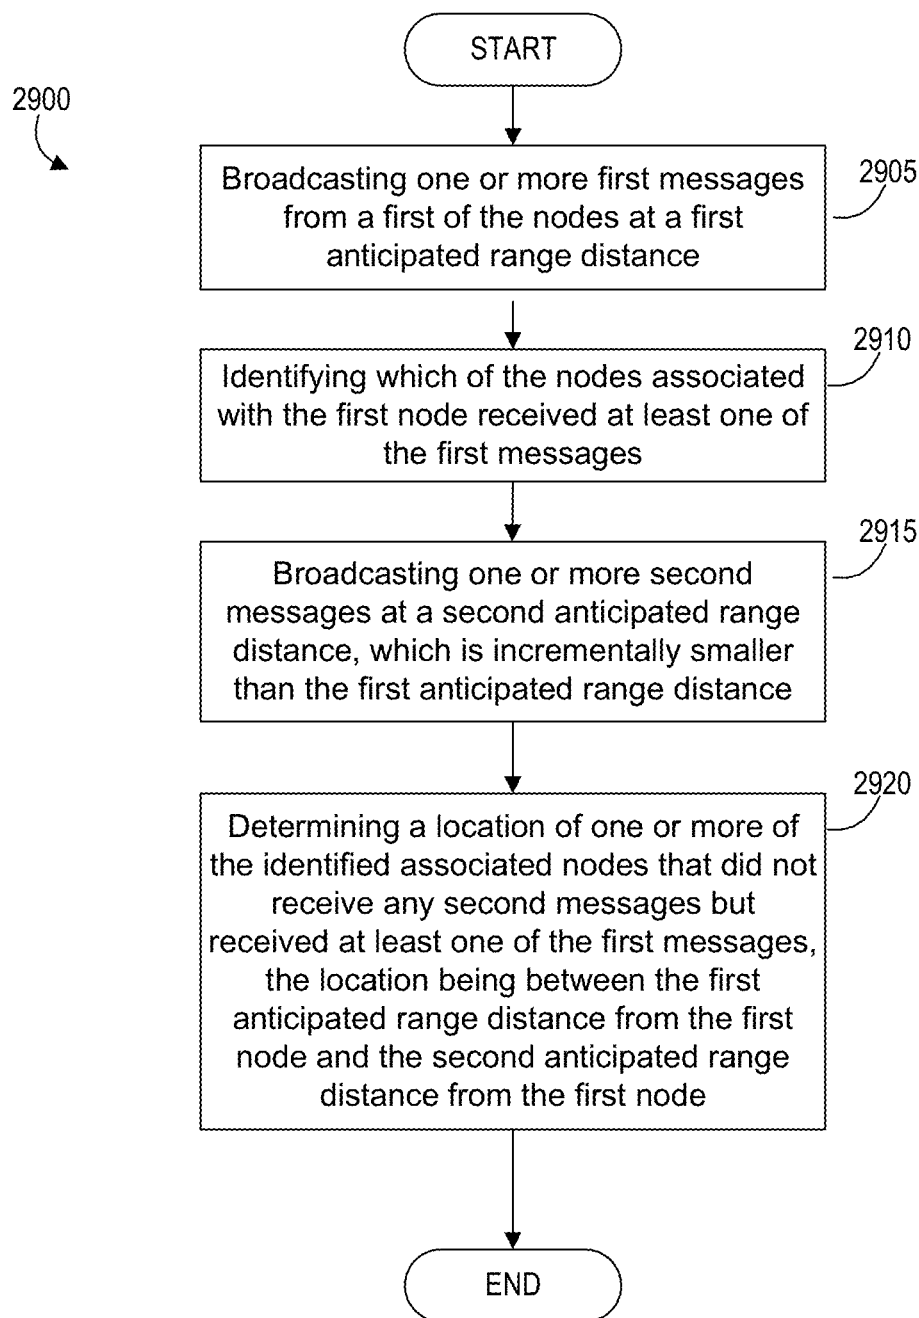 START
2900
Broadcasting one or more first messages
from a first of the nodes at a first
anticipated range distance
2905
Identifying which of the nodes associated
with the first node received at least one of
the first messages
2910
Broadcasting one or more second
messages at a second anticipated range
distance, which is incrementally smaller
than the first anticipated range distance
2915
Determining a location of one or more of
the identified associated nodes that did not
receive any second messages but
received at least one of the first messages,
the location being between the first
anticipated range distance from the first
node and the second anticipated range
distance from the first node
2920
END